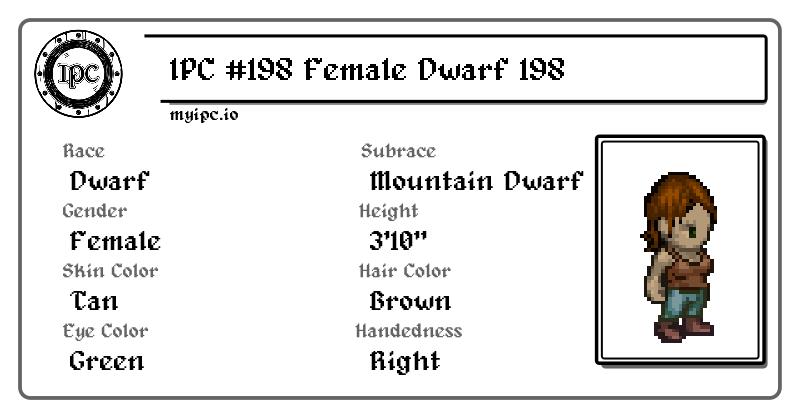 IPC
IPC #198 Female Dwarf 198
myipc.io
Race
Subrace
Dwarf
Mountain Dwarf
Gender
Height
Female
3'10"
Skin Color
Hair Color
Tan
Brown
Eye Color
Handedness
Green
Right